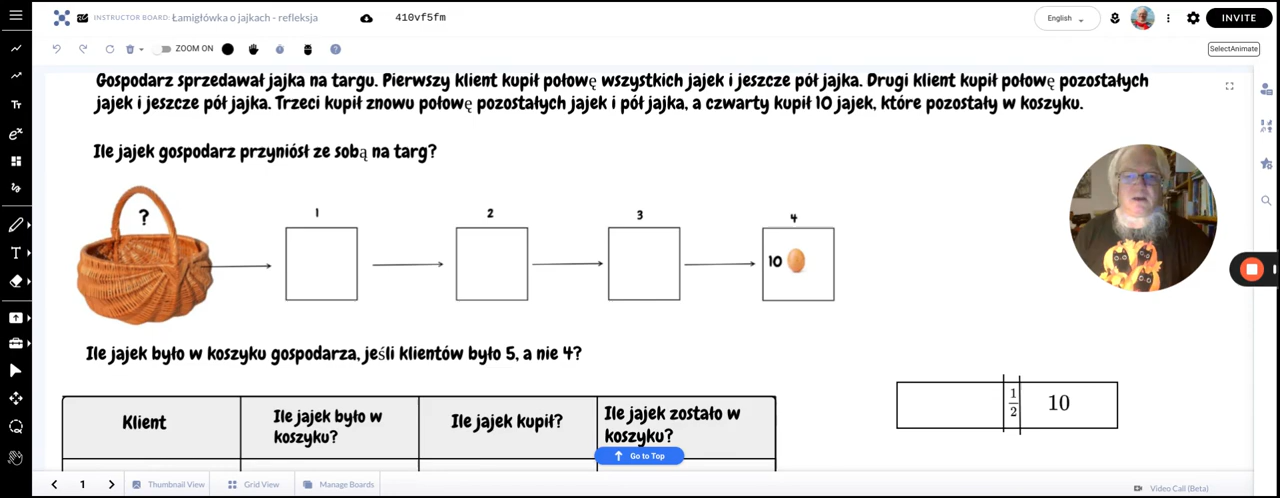 INSTRUCTOR BOARD: Łamigłówka o jajkach - refleksja
410vf5fm
English
INVITE
ZOOM ON
SelectAnimate
Gospodarz sprzedawał jajka na targu. Pierwszy klient kupił połowę wszystkich jajek i jeszcze pół jajka. Drugi klient kupił połowę pozostałych
jajek i jeszcze pół jajka. Trzeci kupił znowu połowę pozostałych jajek i pół jajka, a czwarty kupił 10 jajek, które pozostały w koszyku.
Ile jajek gospodarz przyniósł ze sobą na targ?
?
1
2
3
4
10
Ile jajek było w koszyku gospodarza, jeśli klientów było 5, a nie 4?
Klient
Ile jajek było w
koszyku?
Ile jajek kupił?
Ile jajek zostało w
koszyku?
1/2 10
Go to Top
1
Thumbnail View
Grid View
Manage Boards
Video Call (Beta)